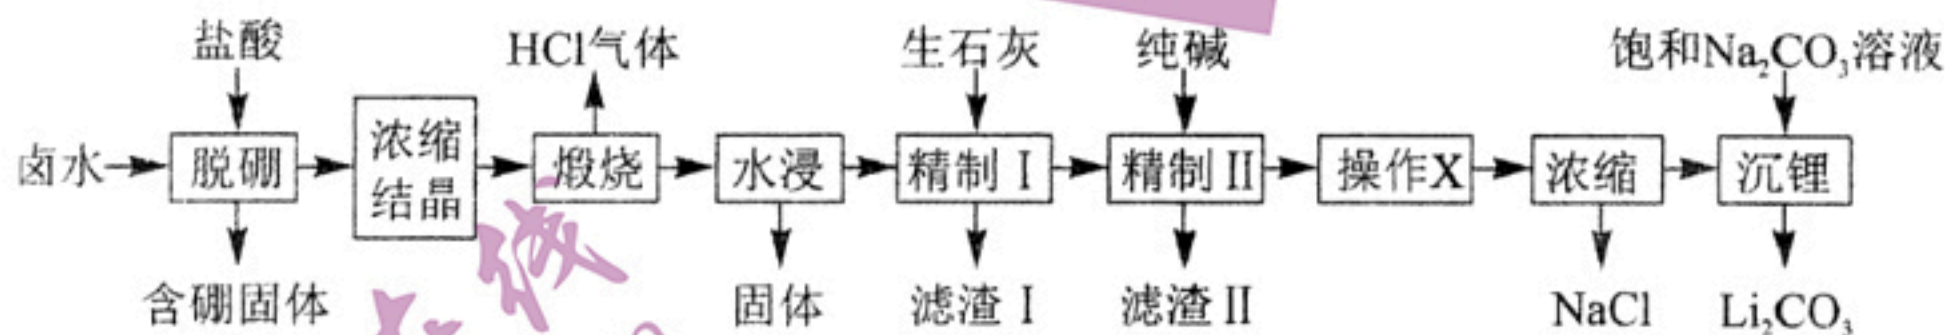 盐酸 HCl气体 生石灰 纯碱 饱和Na₂CO₃溶液
卤水 脱硼 浓缩结晶 煅烧 水浸 精制Ⅰ 精制Ⅱ 操作X 浓缩 沉锂
含硼固体 固体 滤渣Ⅰ 滤渣Ⅱ NaCl Li₂CO₃